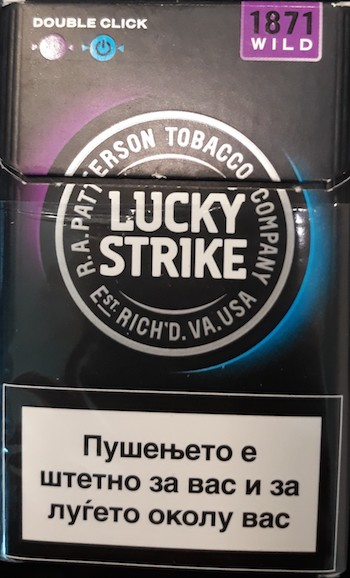 DOUBLE CLICK
1871
WILD
R.A.PATTERSON TOBACCO COMPANY
LUCKY
STRIKE
EST. RICH'D.VA.USA
Пушењето е
штетно за вас и за
луѓето околу вас